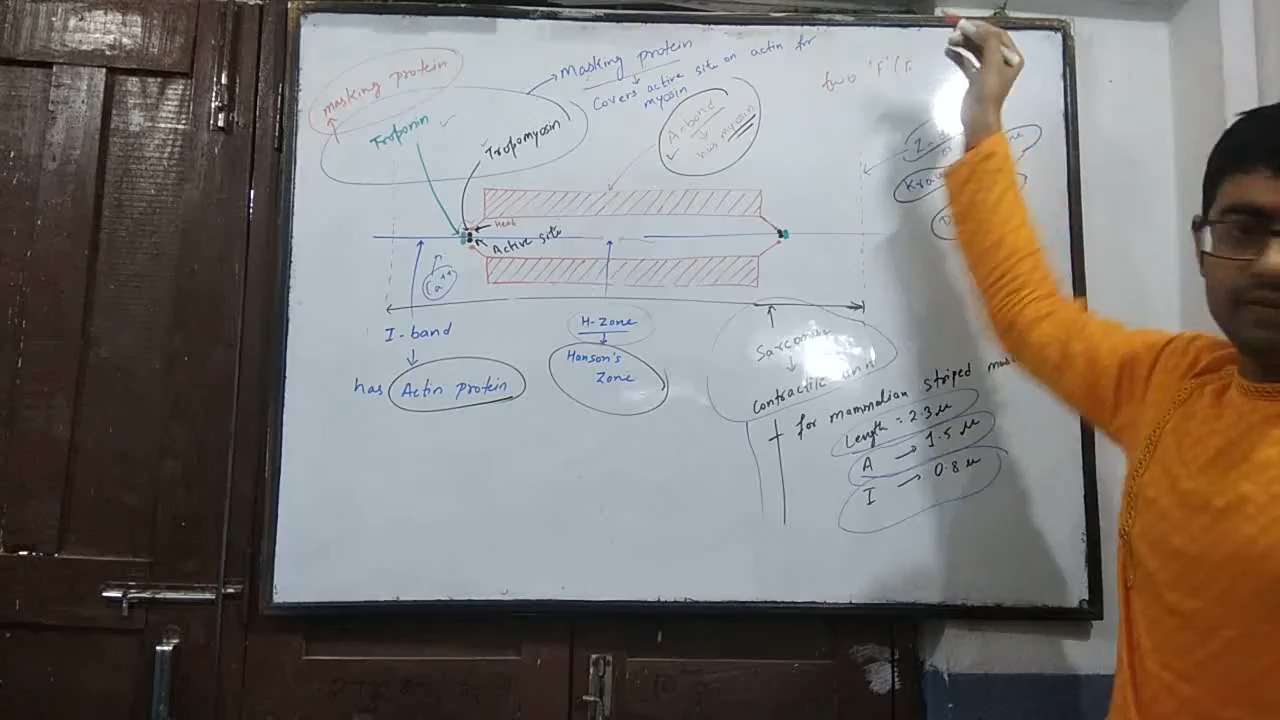 masking protein
Troponin
Tropomyosin
Masking protein
Covers active site on actin for
myosin
A-band
has myosin
two 'F'
Head
Active site
Ca++
I-band
has Actin protein
H-Zone
Hanson's
Zone
Sarcomere
contractile unit
for mammalian striped
Length = 2.3 μ
A → 1.5 μ
I → 0.8 μ